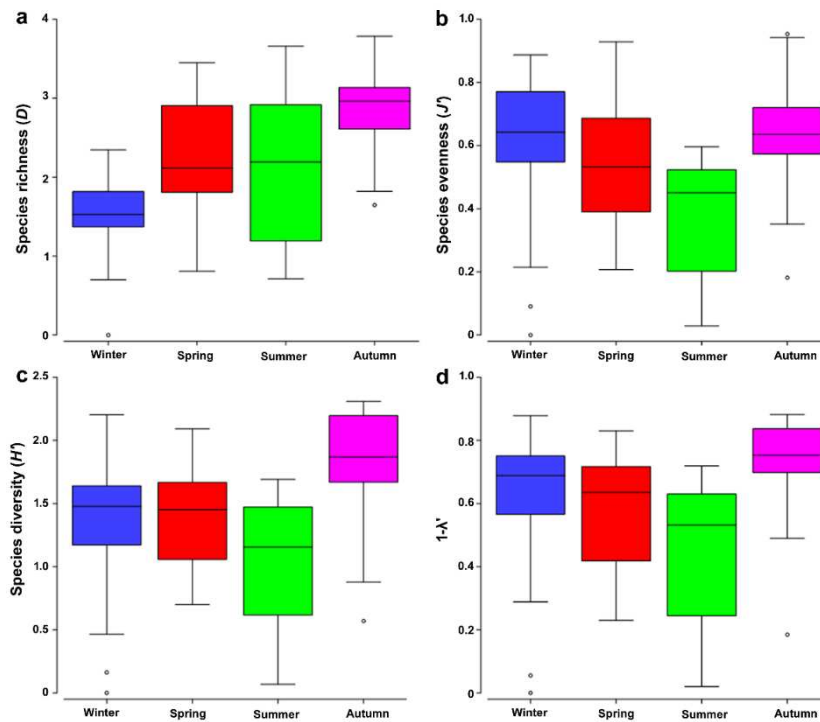 a
Species richness (D)
4
3
2
1
0
Winter Spring Summer Autumn
b
Species evenness (J')
1.0
0.8
0.6
0.4
0.2
0.0
Winter Spring Summer Autumn
c
Species diversity (H')
2.5
2.0
1.5
1.0
0.5
0
Winter Spring Summer Autumn
d
1-λ'
1.0
0.8
0.6
0.4
0.2
0
Winter Spring Summer Autumn